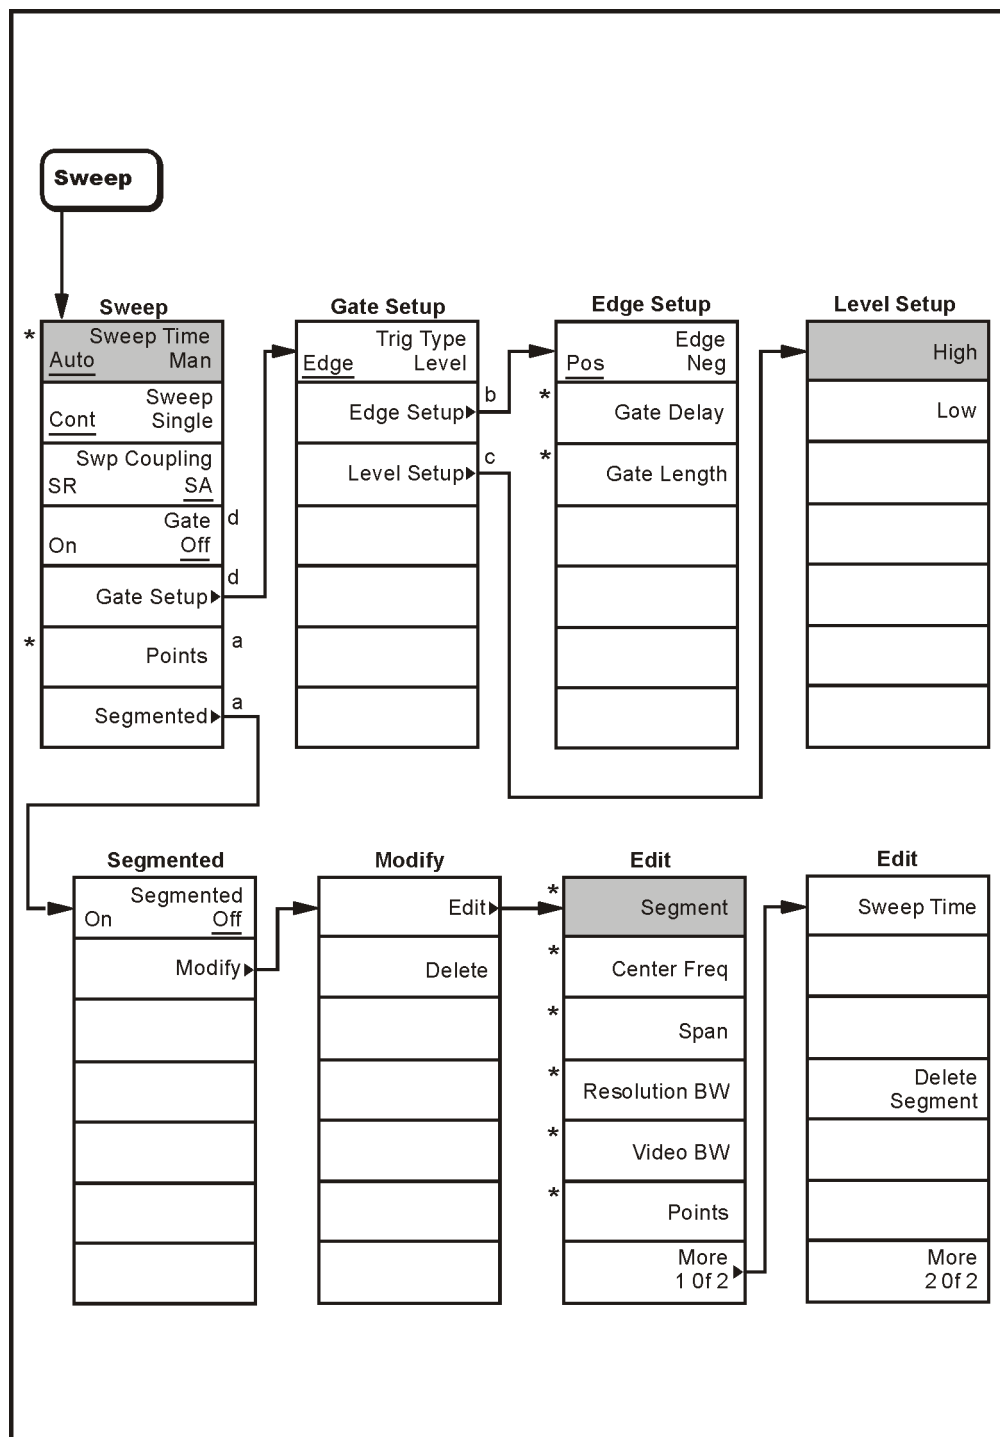 Sweep
Sweep
* Sweep Time
Auto Man
Sweep
Cont Single
Swp Coupling
SR SA
Gate d
On Off
d
Gate Setup
* Points a
Segmented a
Gate Setup
Trig Type
Edge Level
Edge Setup b
Level Setup c
Edge Setup
Edge
Pos Neg
* Gate Delay
* Gate Length
Level Setup
High
Low
Segmented
Segmented
On Off
Modify
Modify
Edit
Delete
Edit
* Segment
* Center Freq
* Span
* Resolution BW
* Video BW
* Points
More
1 Of 2
Edit
Sweep Time
Delete
Segment
More
2 Of 2